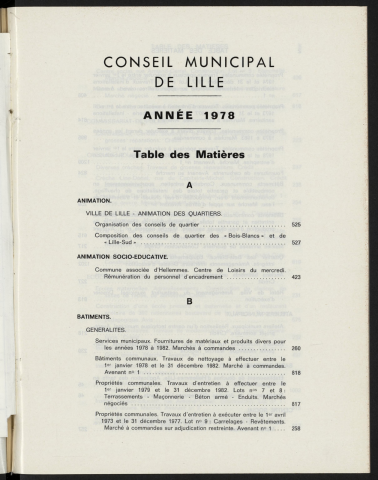 CONSEIL MUNICIPAL
DE LILLE
ANNÉE 1978
Table des Matières
A
ANIMATION.
VILLE DE LILLE - ANIMATION DES QUARTIERS.
Organisation des conseils de quartier 525
Composition des conseils de quartier des « Bois-Blancs » et de
« Lille-Sud » 527
ANIMATION SOCIO-EDUCATIVE.
Commune associée d'Hellemmes. Centre de Loisirs du mercredi.
Rémunération du personnel d'encadrement 423
B
BATIMENTS.
GENERALITES.
Services municipaux. Fournitures de matériaux et produits divers pour
les années 1978 à 1982. Marchés à commandes 260
Bâtiments communaux. Travaux de nettoyage à effectuer entre le
1er janvier 1978 et le 31 décembre 1982. Marché à commandes.
Avenant n° 1 818
Propriétés communales. Travaux d'entretien à effectuer entre le
1er janvier 1979 et le 31 décembre 1982. Lots nos 7 et 8 :
Terrassements - Maçonnerie - Béton armé - Enduits. Marchés
négociés 817
Propriétés communales. Travaux d'entretien à exécuter entre le 1er avril
1973 et le 31 décembre 1977. Lot n° 9 : Carrelages - Revêtements.
Marché à commandes sur adjudication restreinte. Avenant n° 1 258